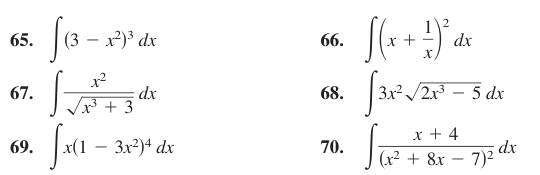 65. ∫(3 − x²)³ dx 66. ∫(x + 1/x)² dx
67. ∫ x²/√(x³ + 3) dx 68. ∫3x²√(2x³ − 5) dx
69. ∫x(1 − 3x²)⁴ dx 70. ∫ (x + 4)/(x² + 8x − 7)² dx